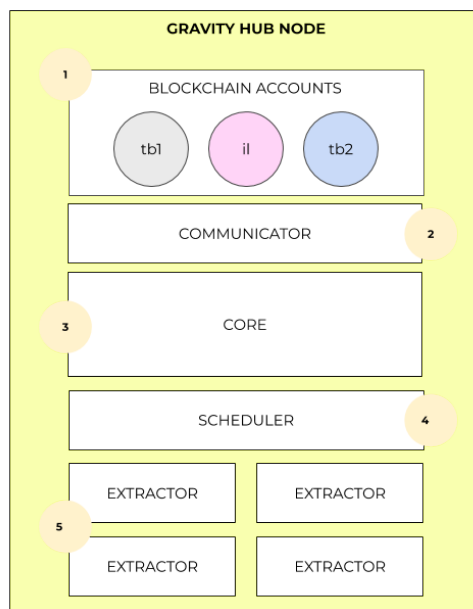 GRAVITY HUB NODE
1
BLOCKCHAIN ACCOUNTS
tb1 il tb2
COMMUNICATOR 2
3 CORE
SCHEDULER 4
EXTRACTOR EXTRACTOR
5
EXTRACTOR EXTRACTOR